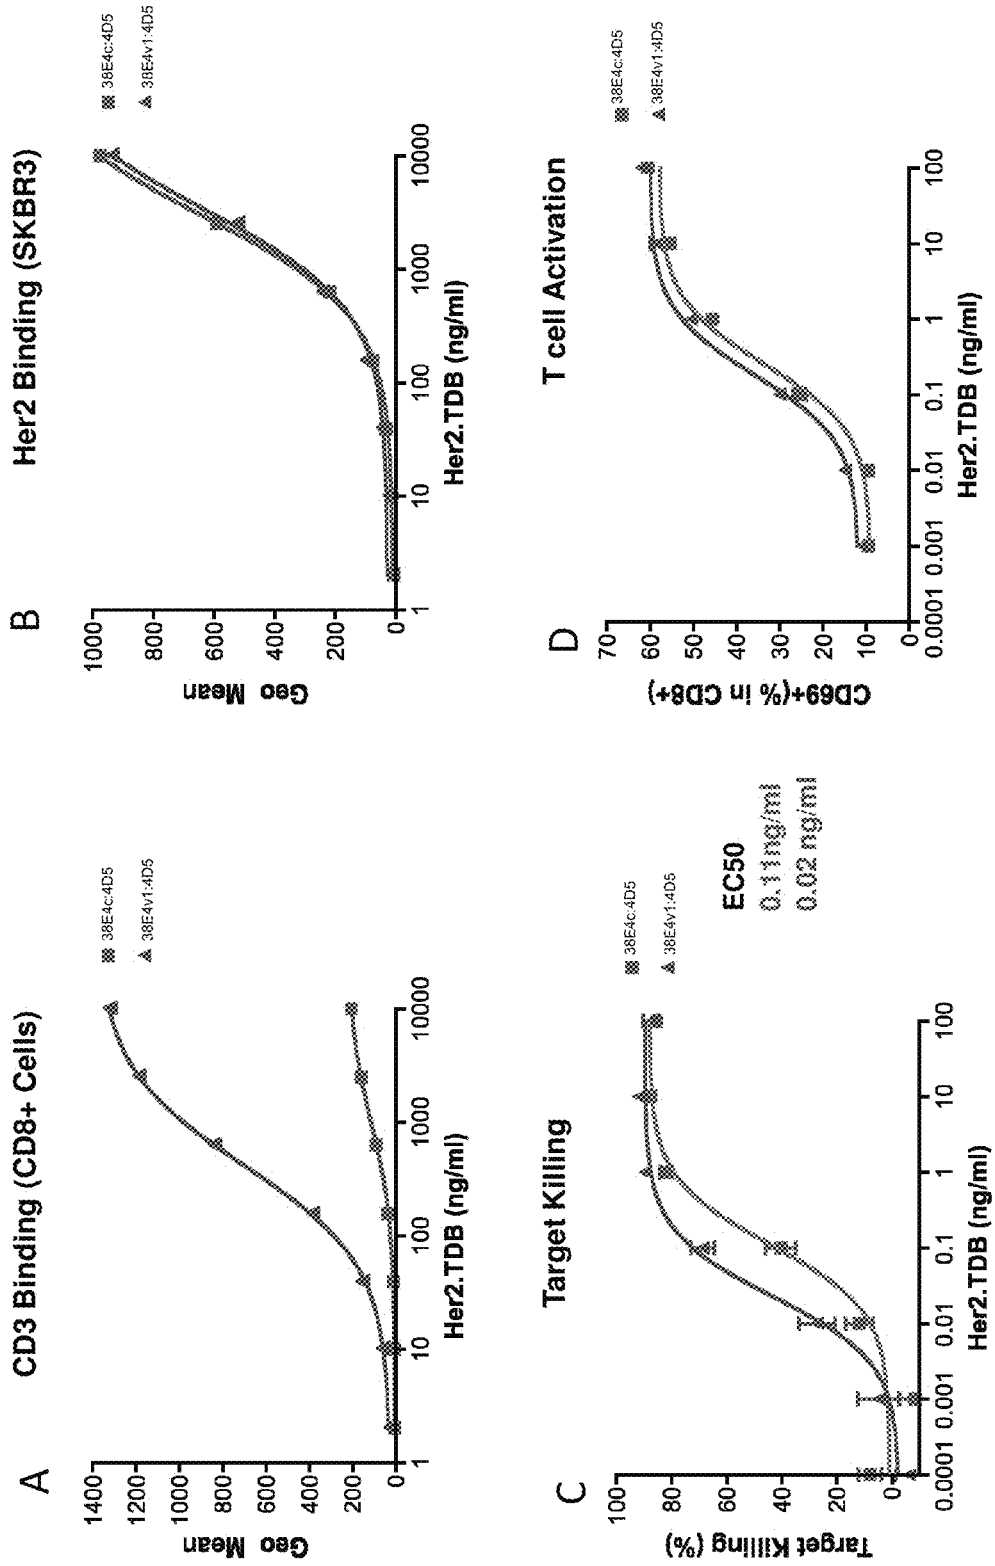 A
CD3 Binding (CD8+ Cells)
38E4c:4D5
38E4v1:4D5
Geo Mean
1400
1200
1000
800
600
400
200
0
1 10 100 1000 10000
Her2.TDB (ng/ml)
B
Her2 Binding (SKBR3)
38E4c:4D5
38E4v1:4D5
Geo Mean
1000
800
600
400
200
0
1 10 100 1000 10000
Her2.TDB (ng/ml)
C
Target Killing
38E4c:4D5
38E4v1:4D5
EC50
0.11ng/ml
0.02 ng/ml
Target Killing (%)
100
80
60
40
20
0
0.0001 0.001 0.01 0.1 1 10 100
Her2.TDB (ng/ml)
D
T cell Activation
38E4c:4D5
38E4v1:4D5
CD69+(% in CD8+)
70
60
50
40
30
20
10
0
0.0001 0.001 0.01 0.1 1 10 100
Her2.TDB (ng/ml)